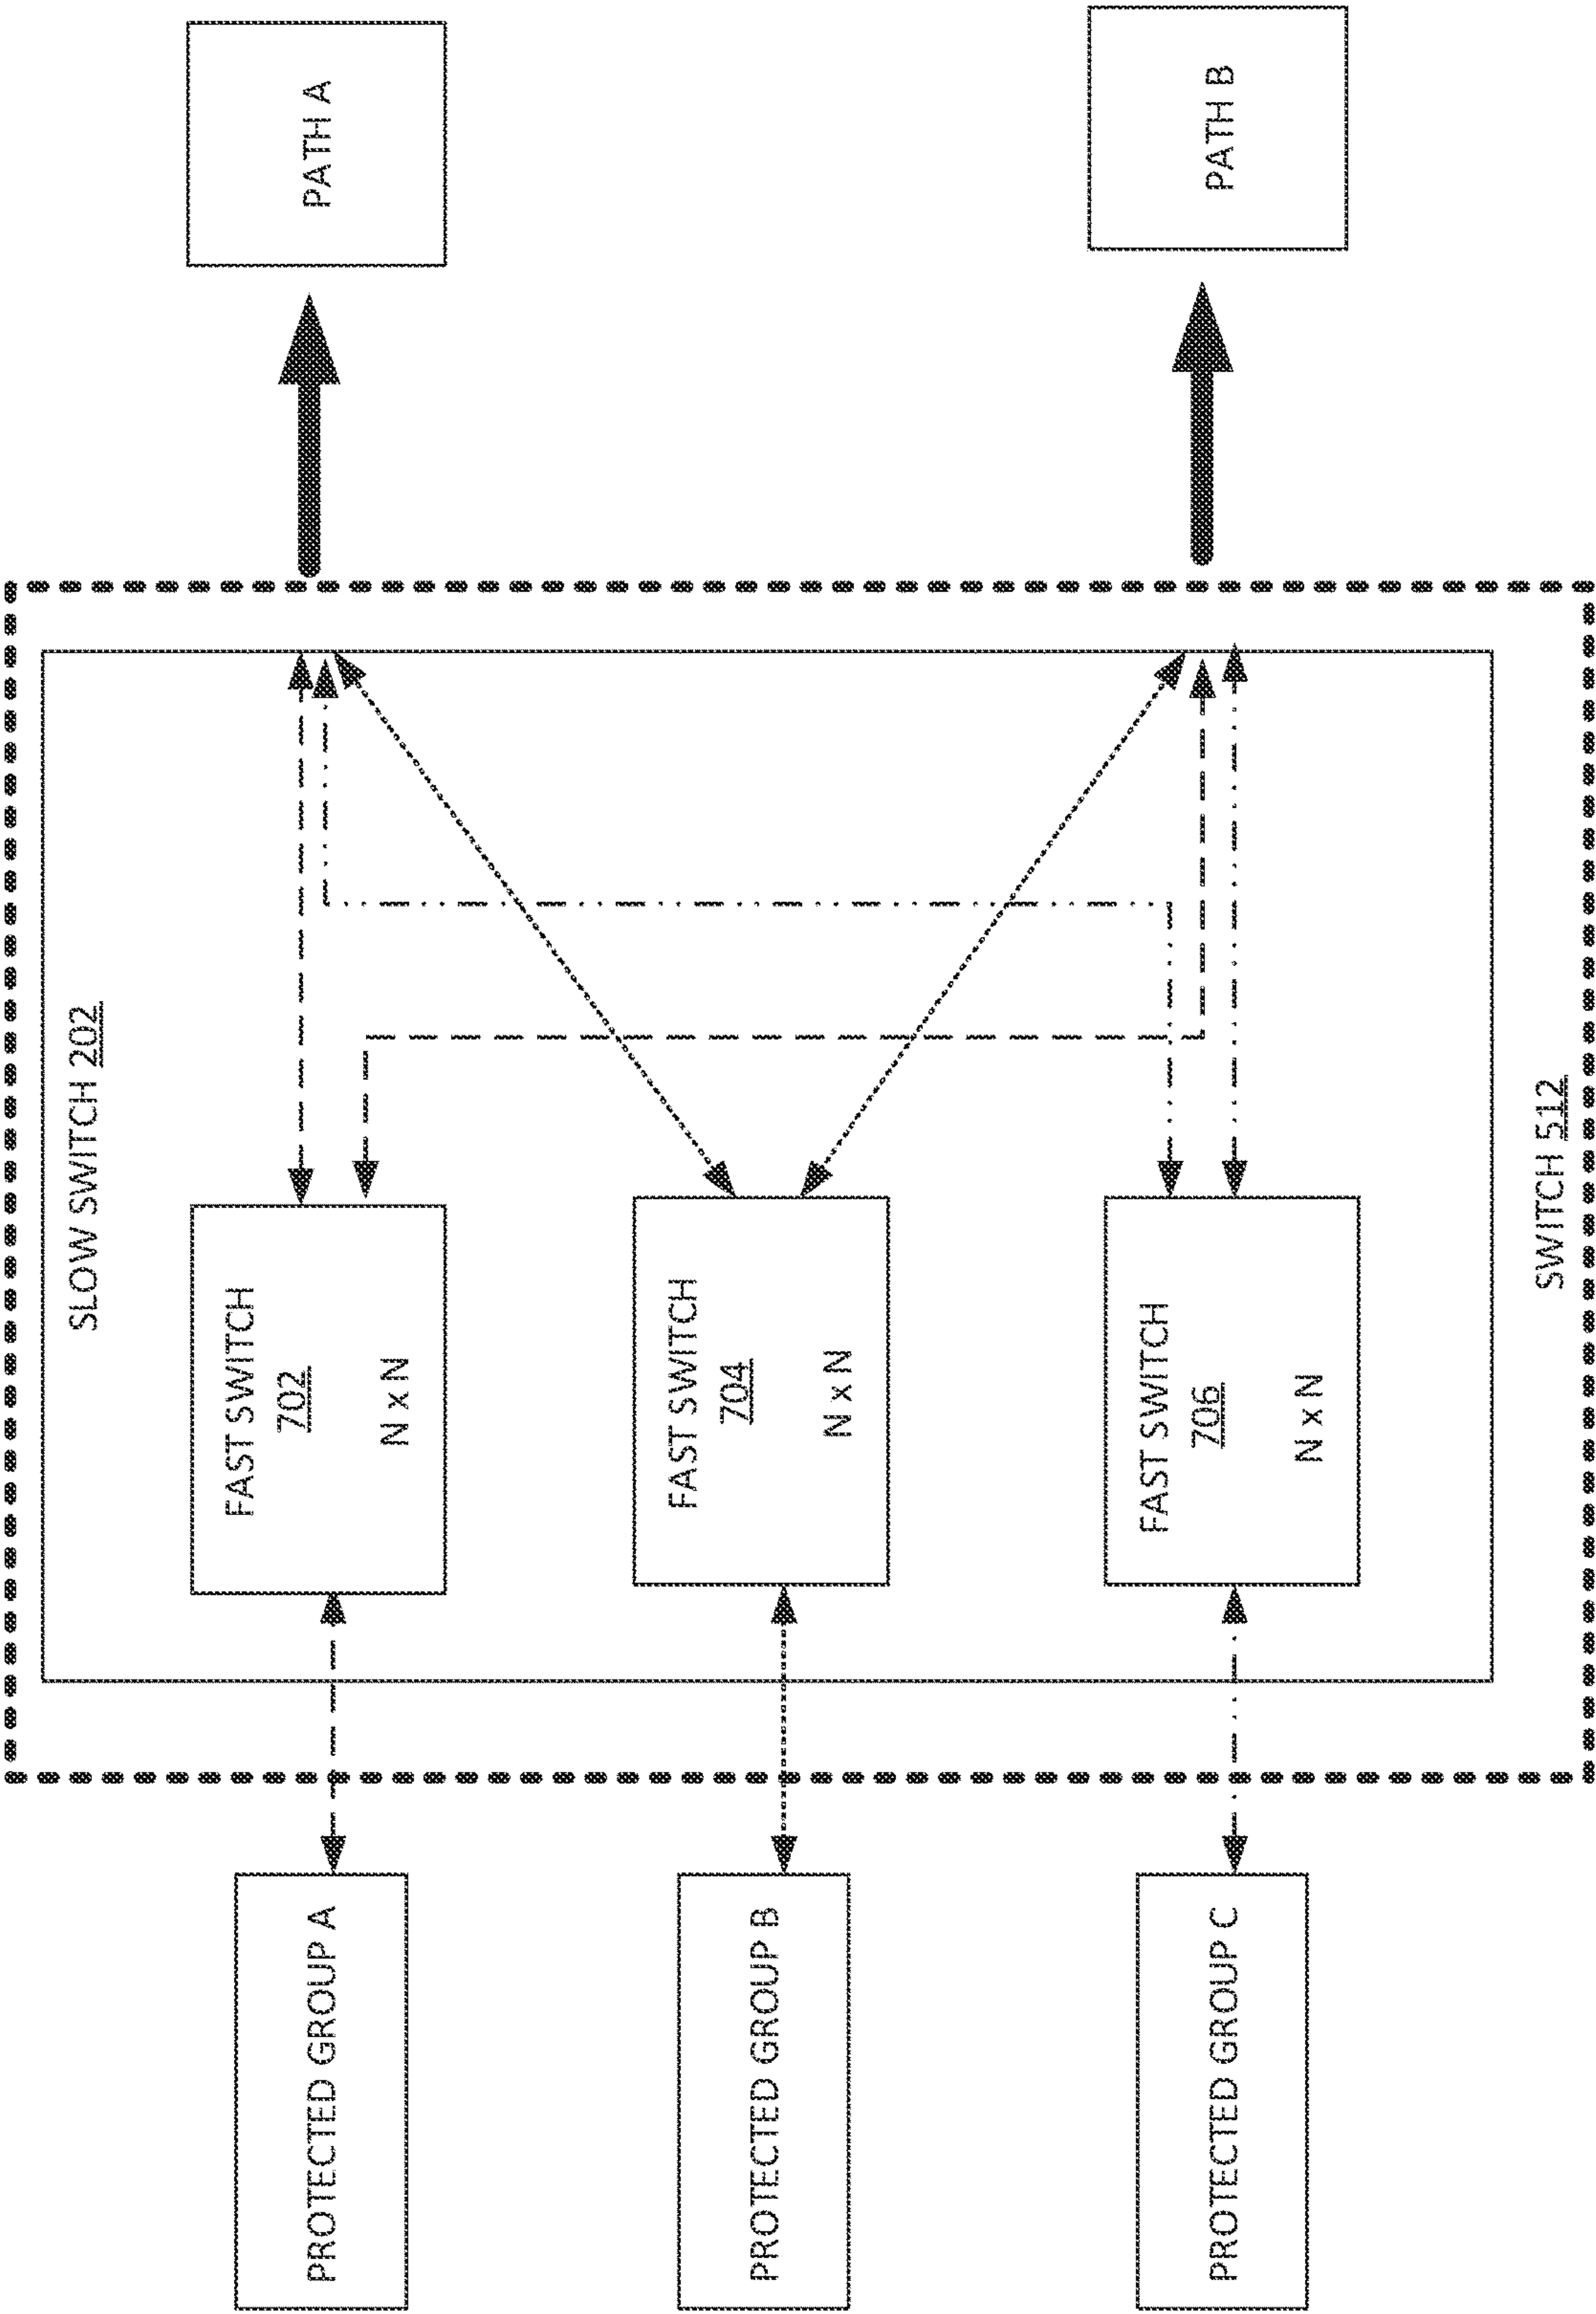 PROTECTED GROUP A
PROTECTED GROUP B
PROTECTED GROUP C
SLOW SWITCH 202
FAST SWITCH
702
N x N
FAST SWITCH
704
N x N
FAST SWITCH
706
N x N
SWITCH 512
PATH A
PATH B